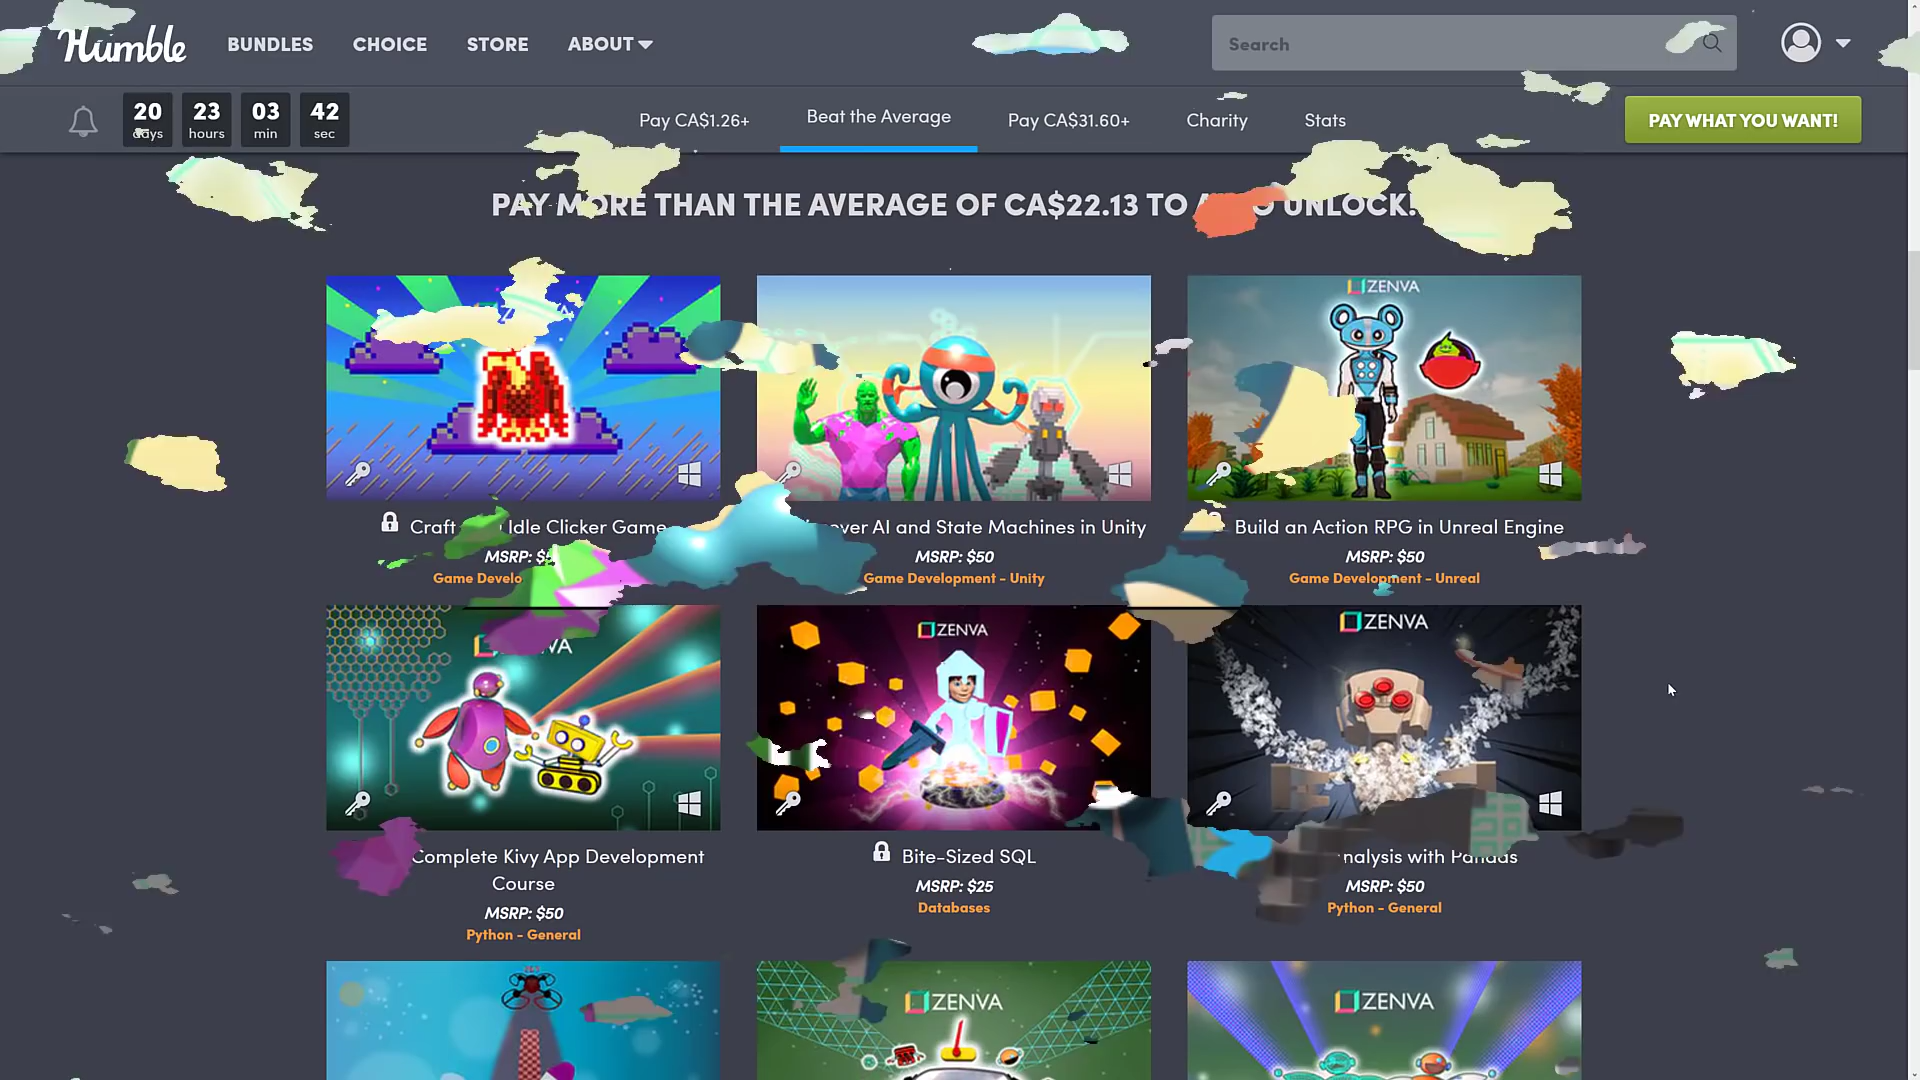 Humble BUNDLES CHOICE STORE ABOUT Search
20 days 23 hours 03 min 42 sec
Pay CA$1.26+ Beat the Average Pay CA$31.60+ Charity Stats
PAY WHAT YOU WANT!
PAY MORE THAN THE AVERAGE OF CA$22.13 TO UNLOCK!
ZENVA
Craft Idle Clicker Game
MSRP:
Game Develo
AI and State Machines in Unity
MSRP: $50
Game Development - Unity
Build an Action RPG in Unreal Engine
MSRP: $50
Game Development - Unreal
ZENVA
ZENVA
Complete Kivy App Development
Course
MSRP: $50
Python - General
Bite-Sized SQL
MSRP: $25
Databases
with Pandas
MSRP: $50
Python - General
ZENVA
ZENVA